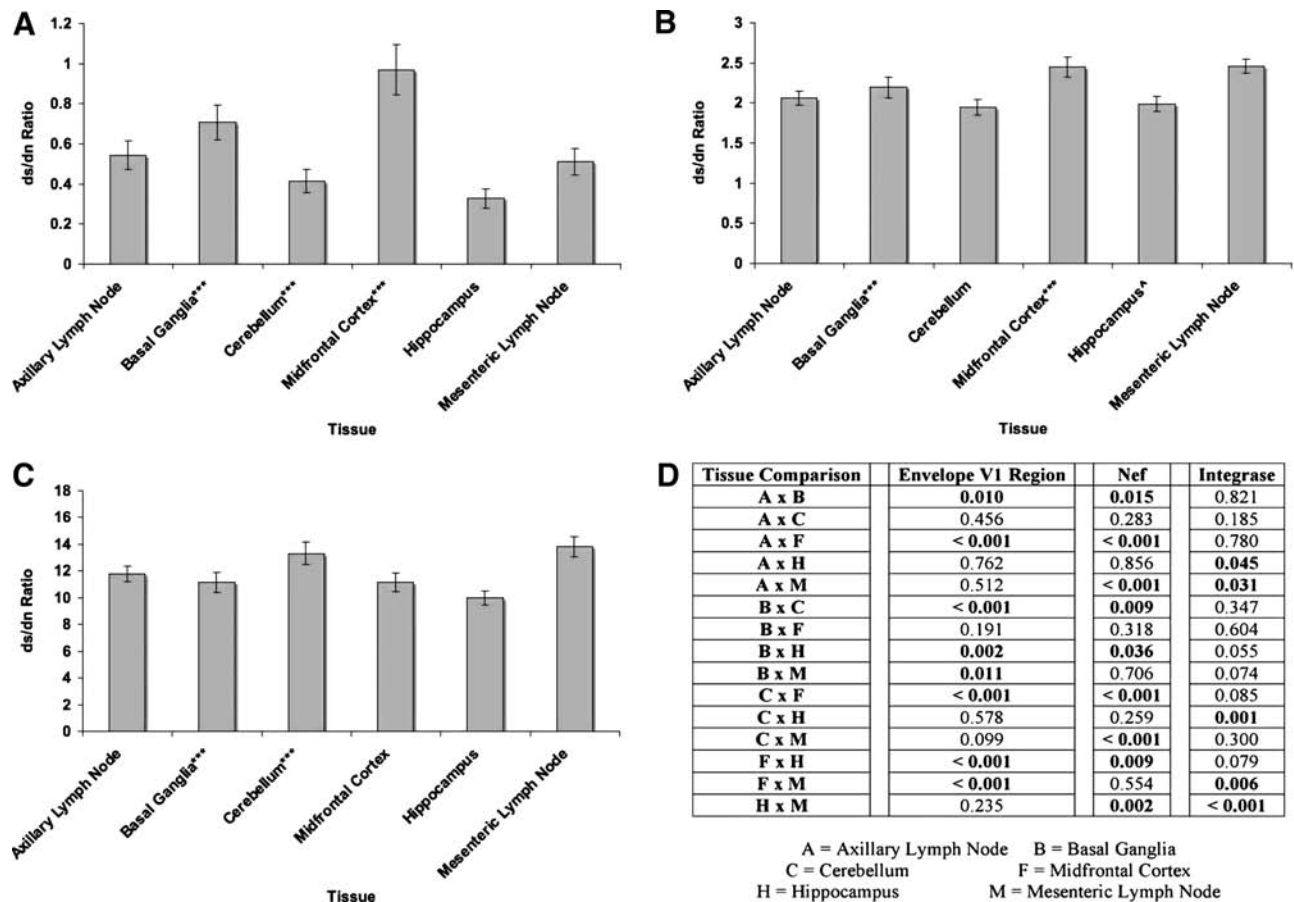 A
1.2
1
0.8
0.6
0.4
0.2
0
ds/dn Ratio
Axillary Lymph Node
Basal Ganglia***
Cerebellum***
Midfrontal Cortex***
Hippocampus
Mesenteric Lymph Node
Tissue
B
3
2.5
2
1.5
1
0.5
0
ds/dn Ratio
Axillary Lymph Node
Basal Ganglia***
Cerebellum
Midfrontal Cortex***
Hippocampus^
Mesenteric Lymph Node
Tissue
C
18
16
14
12
10
8
6
4
2
0
ds/dn Ratio
Axillary Lymph Node
Basal Ganglia***
Cerebellum***
Midfrontal Cortex
Hippocampus
Mesenteric Lymph Node
Tissue
D
Tissue Comparison Envelope V1 Region Nef Integrase
A x B 0.010 0.015 0.821
A x C 0.456 0.283 0.185
A x F < 0.001 < 0.001 0.780
A x H 0.762 0.856 0.045
A x M 0.512 < 0.001 0.031
B x C < 0.001 0.009 0.347
B x F 0.191 0.318 0.604
B x H 0.002 0.036 0.055
B x M 0.011 0.706 0.074
C x F < 0.001 < 0.001 0.085
C x H 0.578 0.259 0.001
C x M 0.099 < 0.001 0.300
F x H < 0.001 0.009 0.079
F x M < 0.001 0.554 0.006
H x M 0.235 0.002 < 0.001
A = Axillary Lymph Node B = Basal Ganglia
C = Cerebellum F = Midfrontal Cortex
H = Hippocampus M = Mesenteric Lymph Node